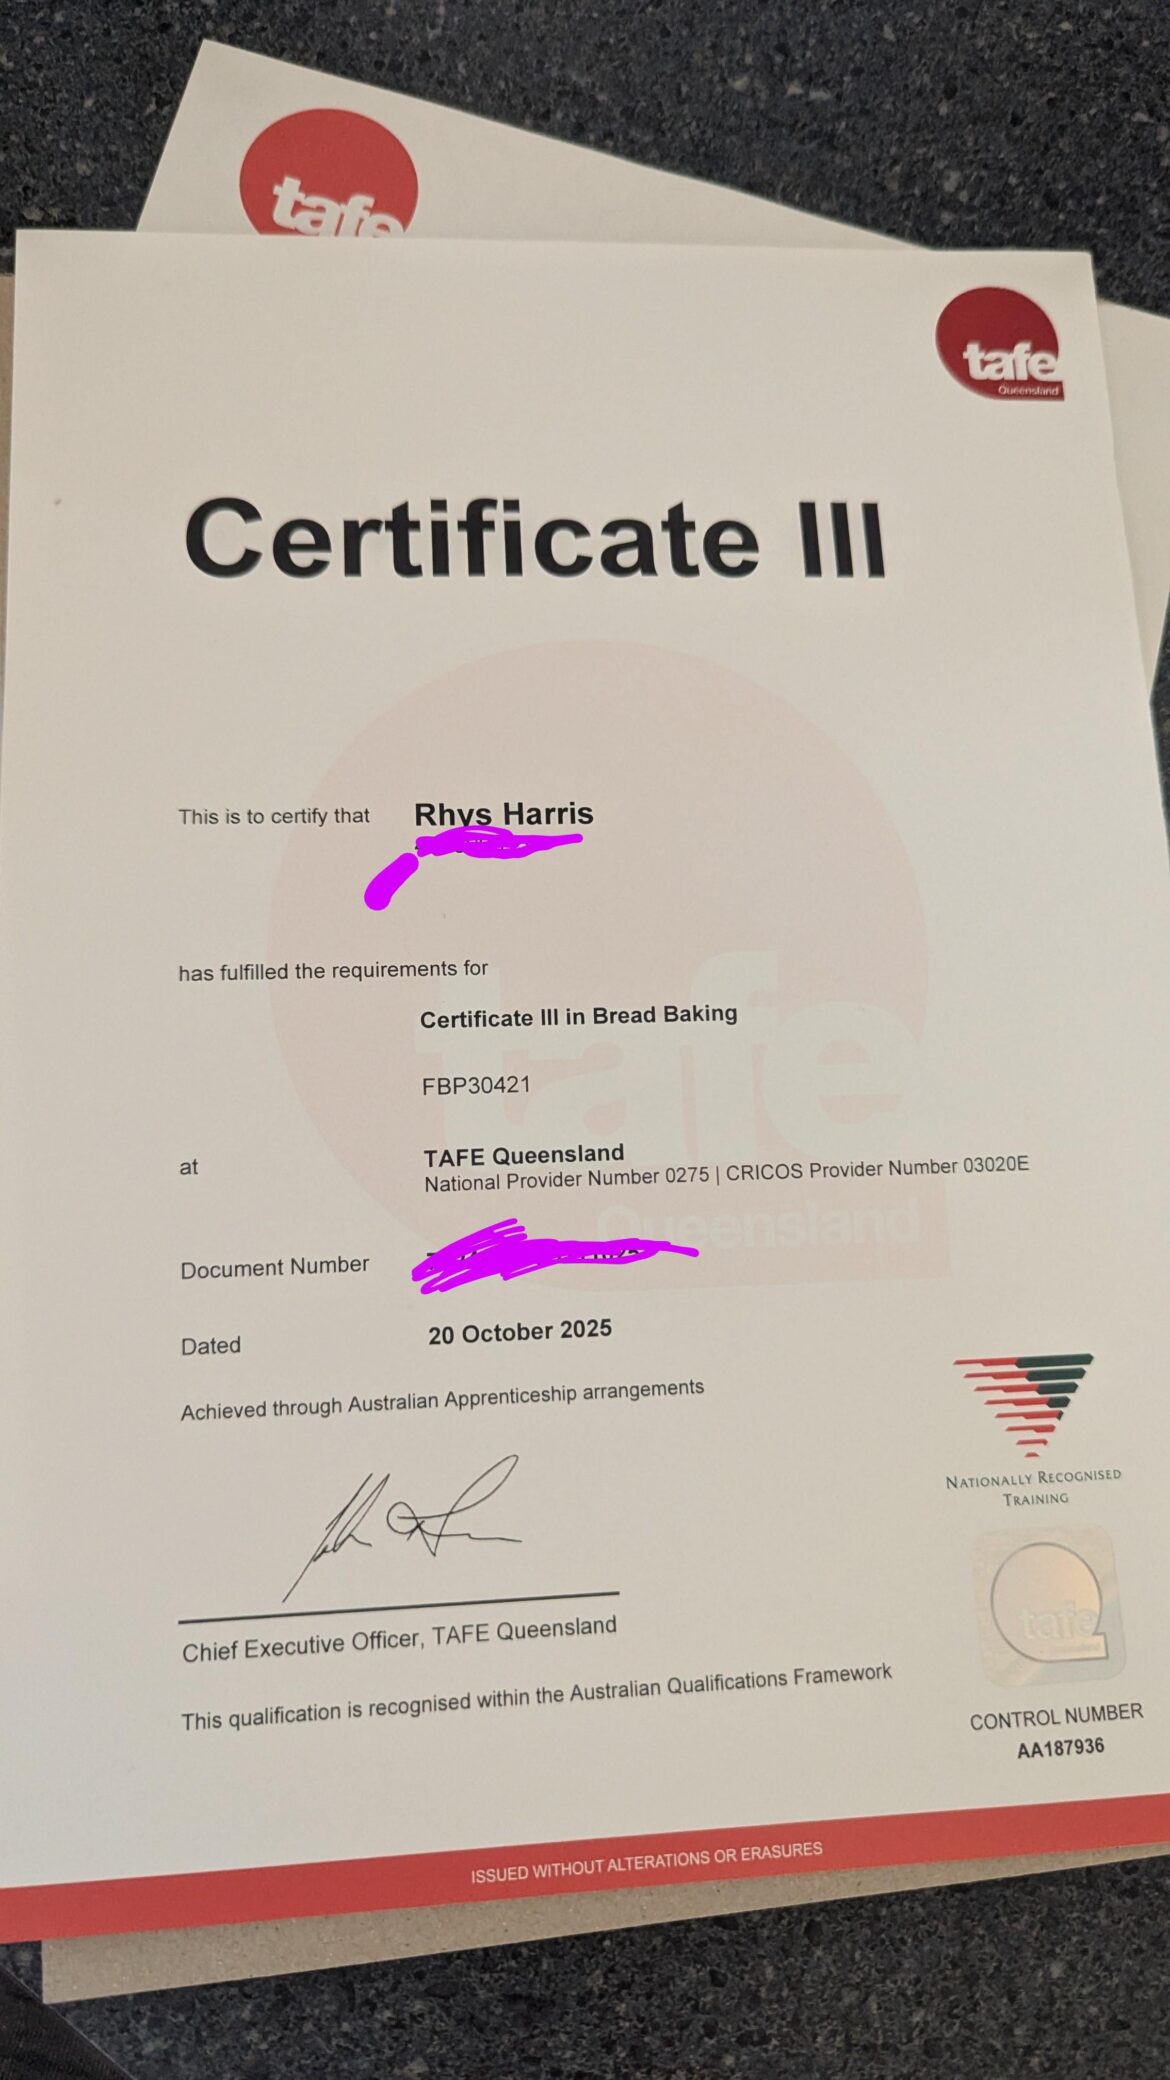 tafe
tafe
Queensland
Certificate III
This is to certify that Rhys Harris
has fulfilled the requirements for
Certificate III in Bread Baking
FBP30421
at TAFE Queensland
National Provider Number 0275 | CRICOS Provider Number 03020E
Queensland
Document Number
Dated 20 October 2025
Achieved through Australian Apprenticeship arrangements
NATIONALLY RECOGNISED
TRAINING
Chief Executive Officer, TAFE Queensland
This qualification is recognised within the Australian Qualifications Framework
tafe
CONTROL NUMBER
AA187936
ISSUED WITHOUT ALTERATIONS OR ERASURES